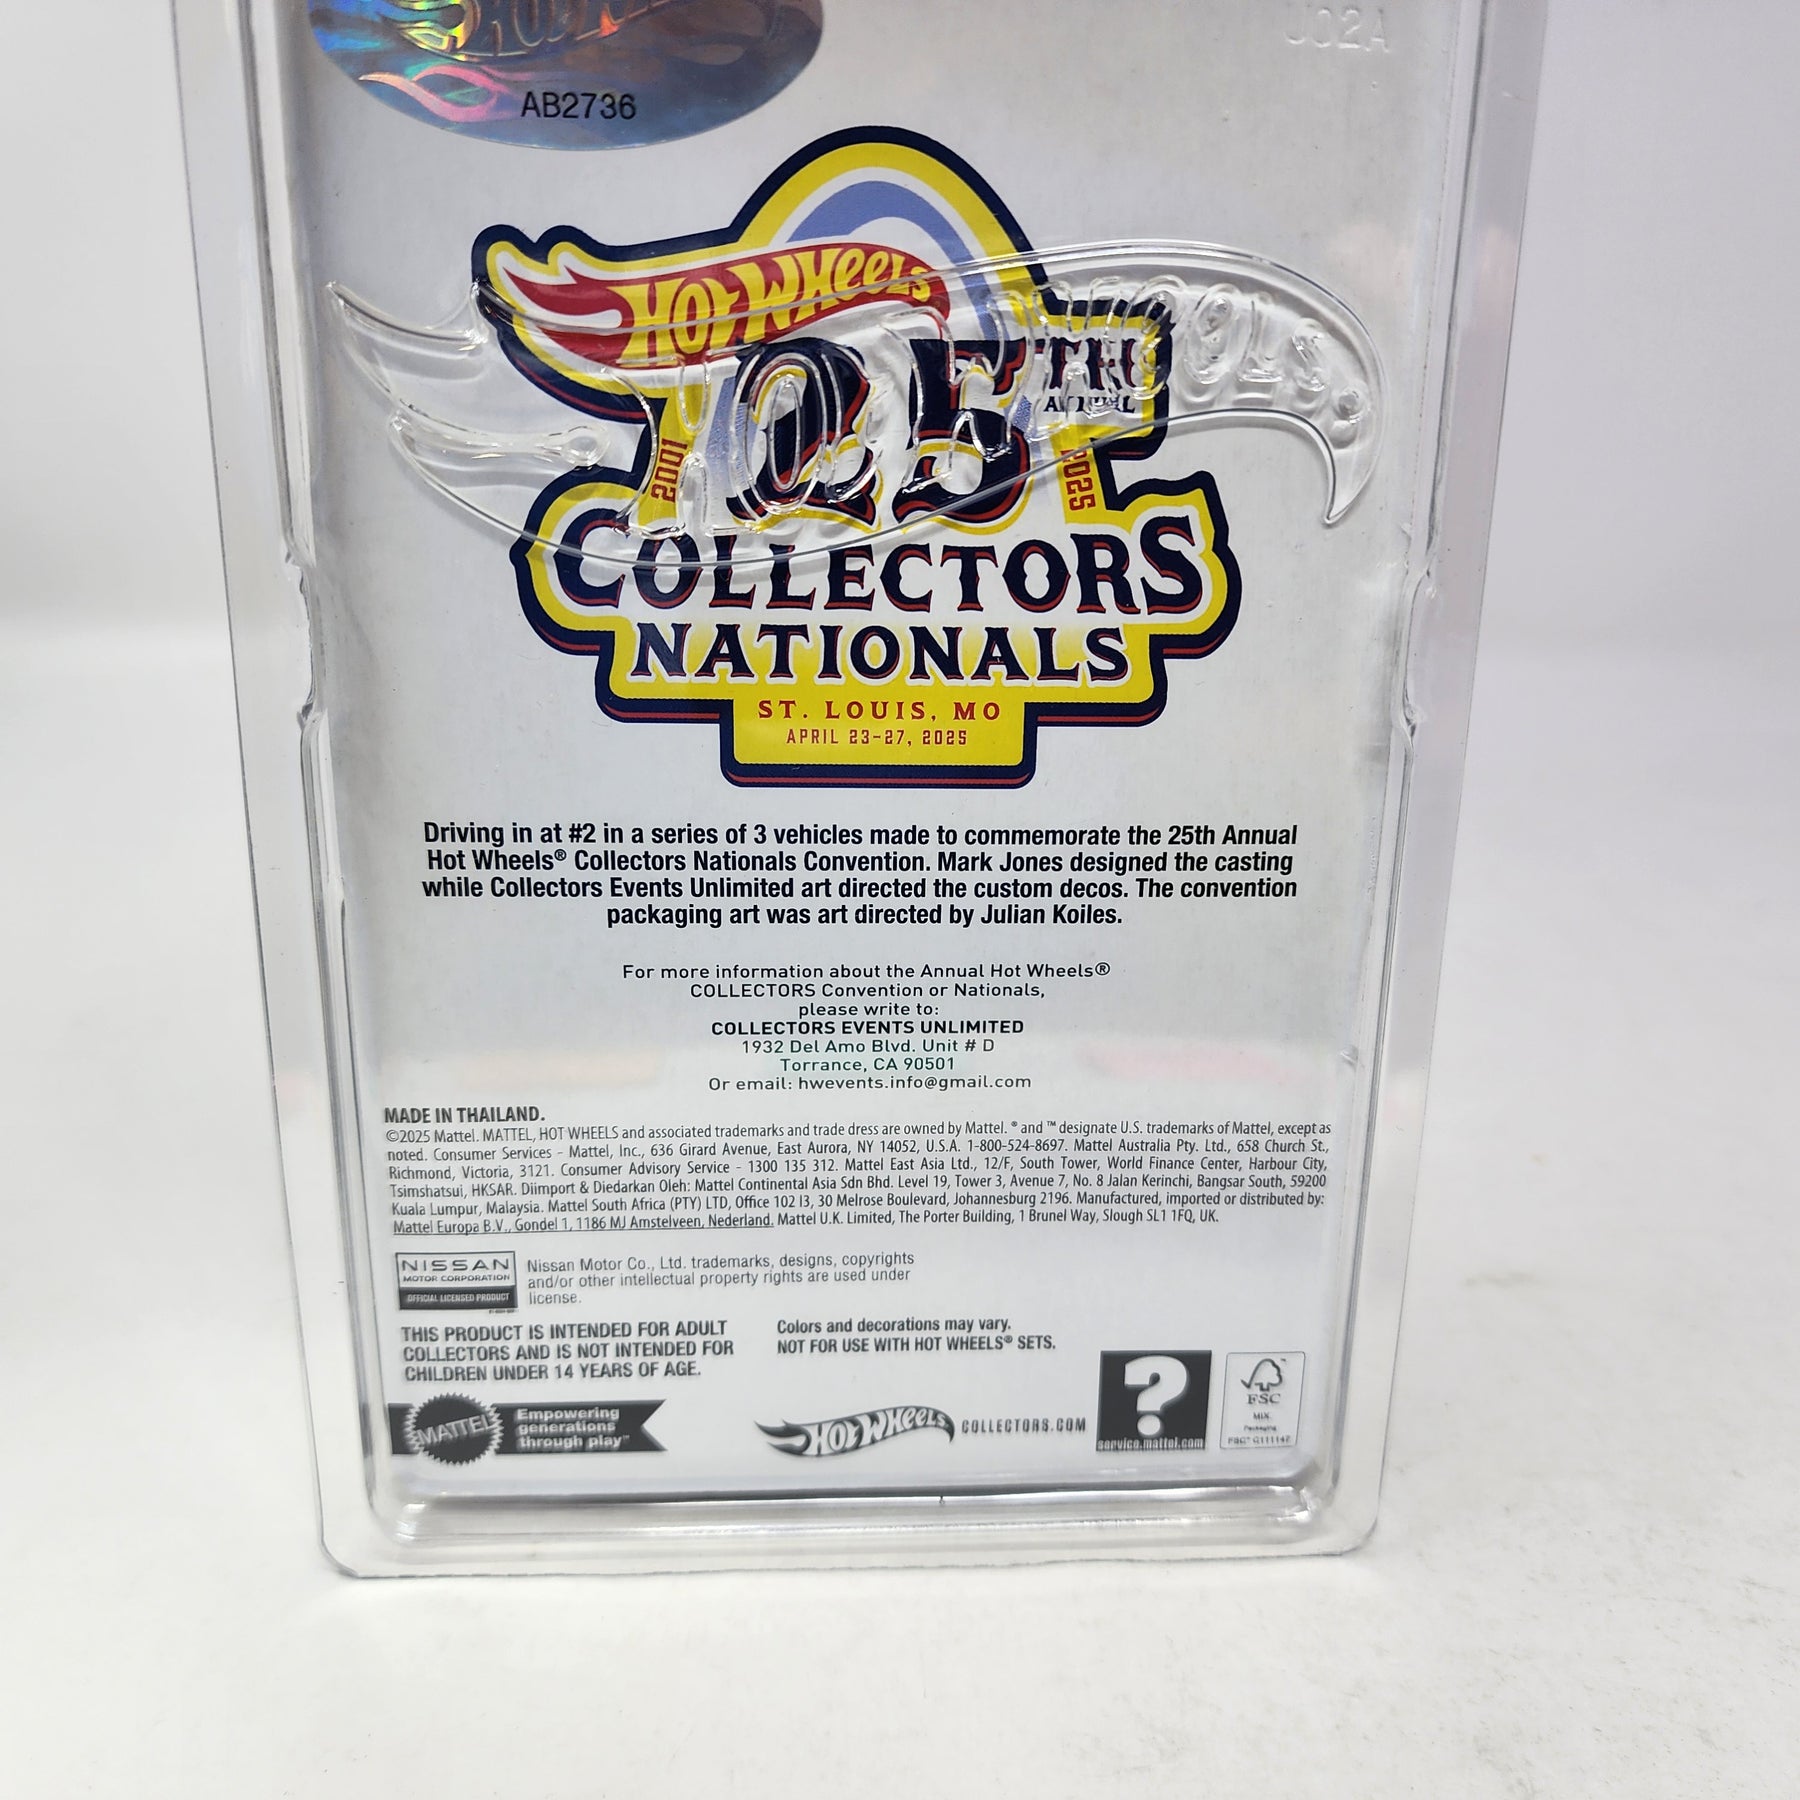 AB2736
J02A
HOT WHEELS
25TH
ANNUAL
2001
2025
COLLECTORS
NATIONALS
ST. LOUIS, MO
APRIL 23-27, 2025
Driving in at #2 in a series of 3 vehicles made to commemorate the 25th Annual
Hot Wheels® Collectors Nationals Convention. Mark Jones designed the casting
while Collectors Events Unlimited art directed the custom decos. The convention
packaging art was art directed by Julian Koiles.
For more information about the Annual Hot Wheels®
COLLECTORS Convention or Nationals,
please write to:
COLLECTORS EVENTS UNLIMITED
1932 Del Amo Blvd. Unit # D
Torrance, CA 90501
Or email: hwevents.info@gmail.com
MADE IN THAILAND.
©2025 Mattel. MATTEL, HOT WHEELS and associated trademarks and trade dress are owned by Mattel. ® and ™ designate U.S. trademarks of Mattel, except as
noted. Consumer Services - Mattel, Inc., 636 Girard Avenue, East Aurora, NY 14052, U.S.A. 1-800-524-8697. Mattel Australia Pty. Ltd., 658 Church St.,
Richmond, Victoria, 3121. Consumer Advisory Service - 1300 135 312. Mattel East Asia Ltd., 12/F, South Tower, World Finance Center, Harbour City,
Tsimshatsui, HKSAR. Diimport & Diedarkan Oleh: Mattel Continental Asia Sdn Bhd. Level 19, Tower 3, Avenue 7, No. 8 Jalan Kerinchi, Bangsar South, 59200
Kuala Lumpur, Malaysia. Mattel South Africa (PTY) LTD, Office 102 I3, 30 Melrose Boulevard, Johannesburg 2196. Manufactured, imported or distributed by:
Mattel Europa B.V., Gondel 1, 1186 MJ Amstelveen, Nederland. Mattel U.K. Limited, The Porter Building, 1 Brunel Way, Slough SL1 1FQ, UK.
NISSAN
MOTOR CORPORATION
OFFICIAL LICENSED PRODUCT
Nissan Motor Co., Ltd. trademarks, designs, copyrights
and/or other intellectual property rights are used under
license.
THIS PRODUCT IS INTENDED FOR ADULT
COLLECTORS AND IS NOT INTENDED FOR
CHILDREN UNDER 14 YEARS OF AGE.
Colors and decorations may vary.
NOT FOR USE WITH HOT WHEELS® SETS.
MATTEL
Empowering
generations
through play™
HOT WHEELS COLLECTORS.COM
?
service.mattel.com
FSC
MIX
Packaging
FSC® C111142